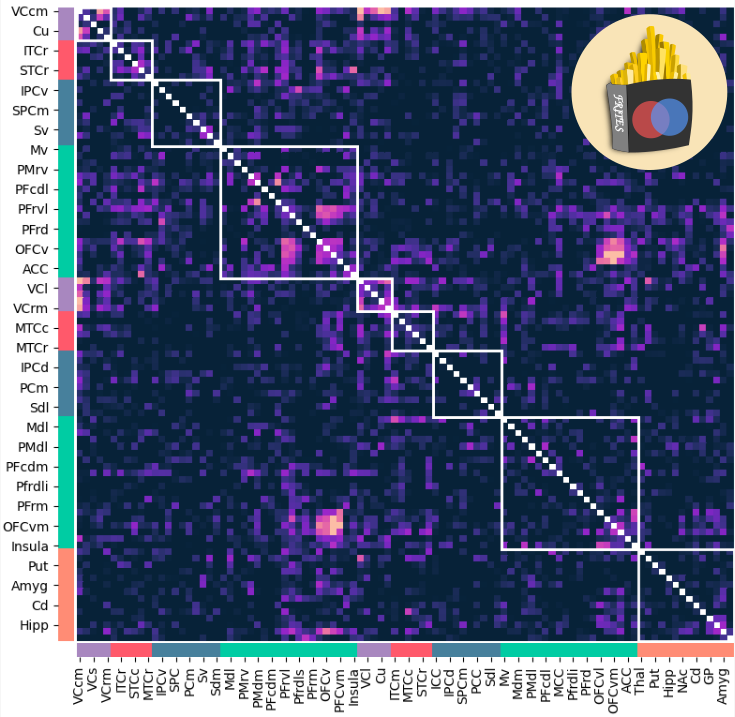 VCcm
Cu
ITCr
STCr
IPCv
SPCm
Sv
Mv
PMrv
PFcdl
PFrvl
PFrd
OFCv
ACC
VCl
VCrm
MTCc
MTCr
IPCd
PCm
Sdl
Mdl
PMdl
PFcdm
Pfrdli
PFrm
OFCvm
Insula
Put
Amyg
Cd
Hipp
FRITES
VCcm
VCs
VCrm
ITCr
STCc
MTCr
IPCv
SPC
PCm
Sv
Sdm
Mdl
PMrv
PMdm
PFcdm
PFrvl
Pfrdls
PFrm
OFCv
PFCvm
Insula
VCl
Cu
ITCm
MTCc
STCr
ICC
IPCd
SPCm
PCC
Sdl
Mv
Mdm
PMdl
PFcdl
MCC
Pfrdli
PFrd
OFCvl
OFCvm
ACC
Thal
Put
Hipp
NAc
Cd
GP
Amyg